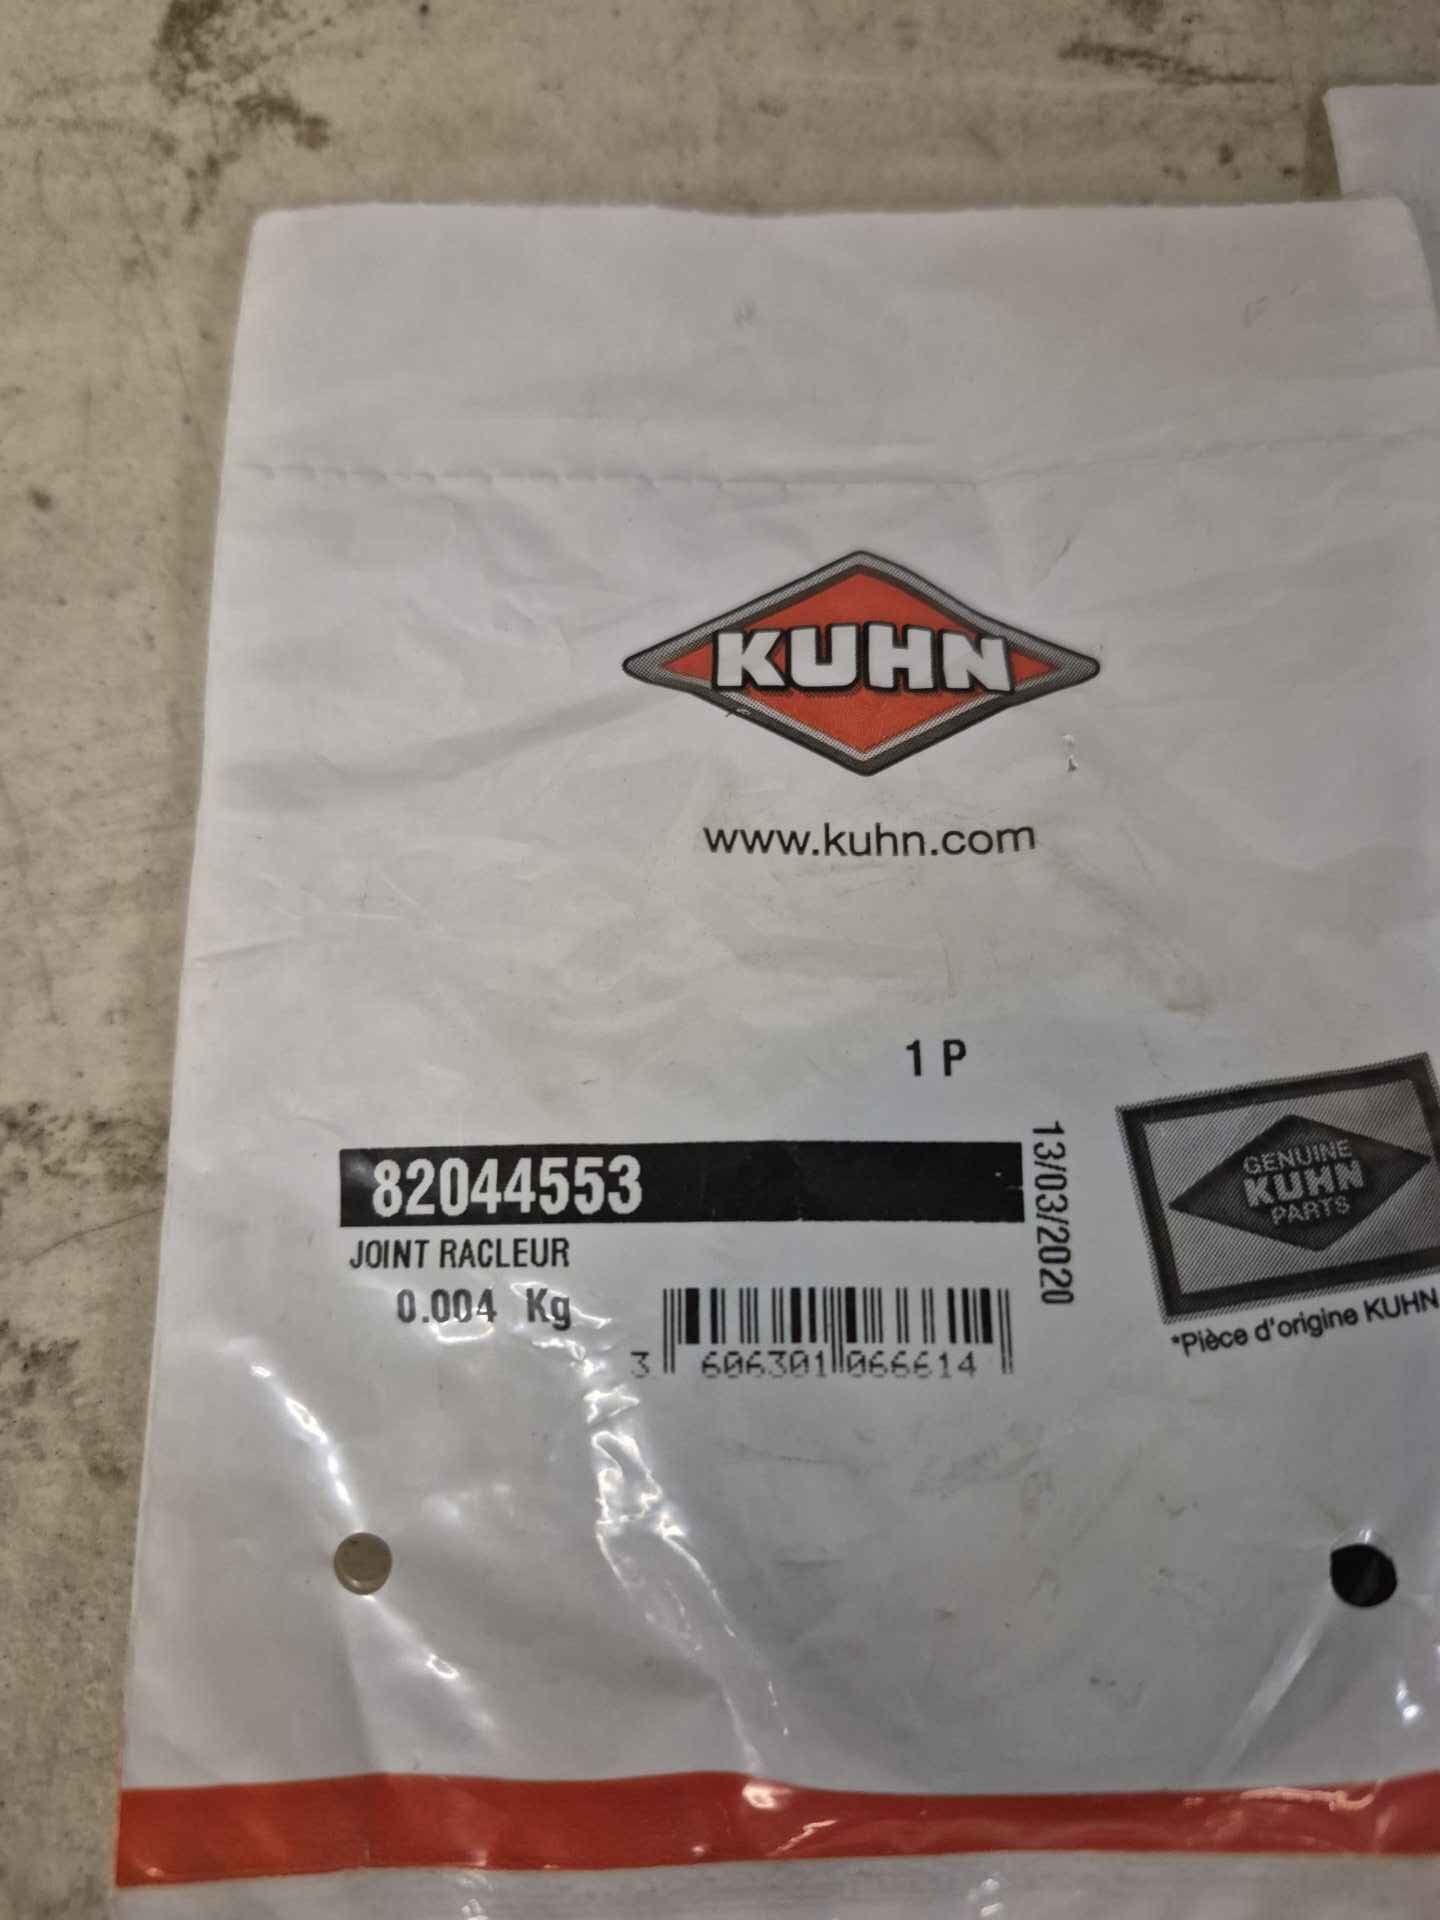 KUHN
www.kuhn.com
1 P
82044553
13/03/2020
JOINT RACLEUR
0.004 Kg
3 606301 066614
GENUINE
KUHN
PARTS
*Pièce d'origine KUHN